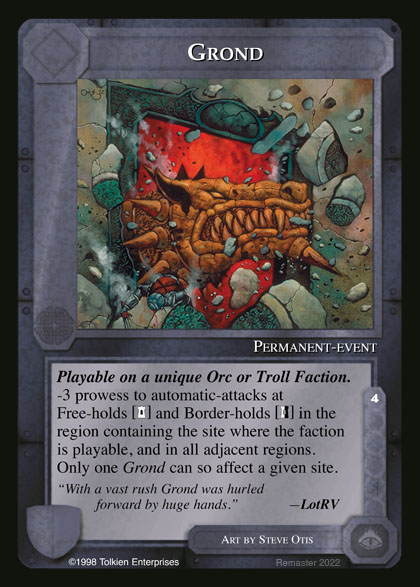 GROND
PERMANENT-EVENT
Playable on a unique Orc or Troll Faction.
-3 prowess to automatic-attacks at
Free-holds [ ] and Border-holds [ ] in the
region containing the site where the faction
is playable, and in all adjacent regions.
Only one Grond can so affect a given site.
4
“With a vast rush Grond was hurled
forward by huge hands.” –LotRV
ART BY STEVE OTIS
©1998 Tolkien Enterprises
Remaster 2022